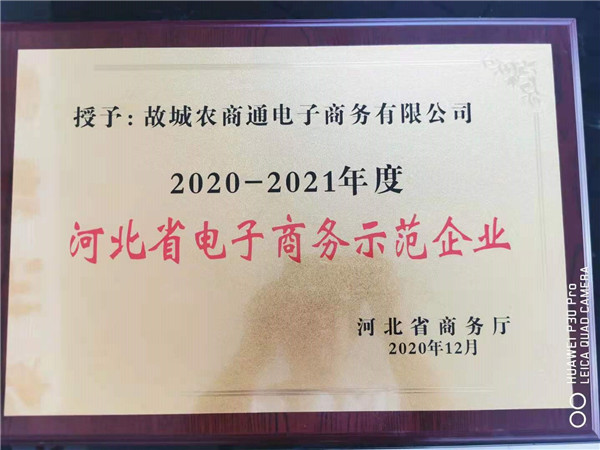 授予：故城农商通电子商务有限公司
2020-2021年度
河北省电子商务示范企业
河北省商务厅
2020年12月
HUAWEI P30 Pro
LEICA QUAD CAMERA